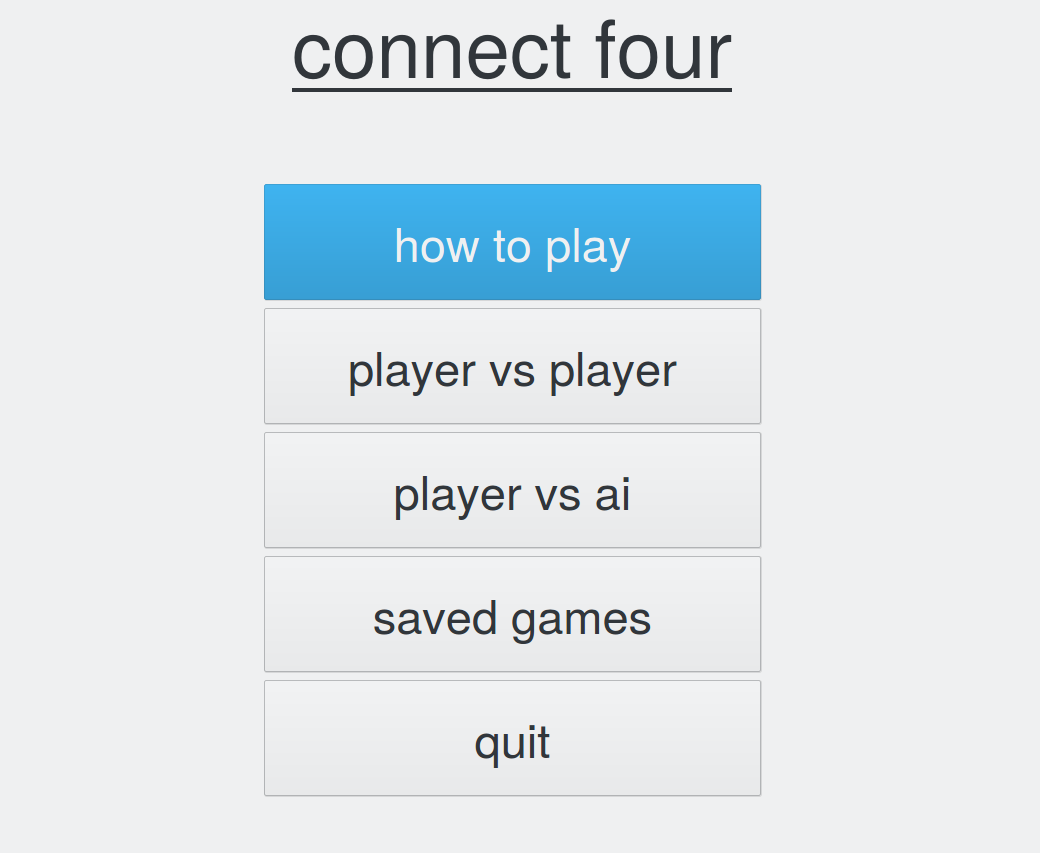 connect four
how to play
player vs player
player vs ai
saved games
quit